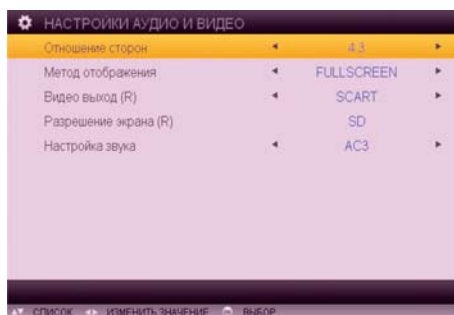 НАСТРОЙКИ АУДИО И ВИДЕО
Отношение сторон 4:3
Метод отображения FULLSCREEN
Видео выход (R) SCART
Разрешение экрана (R) SD
Настройка звука AC3
СПИСОК ИЗМЕНИТЬ ЗНАЧЕНИЕ ВЫБОР